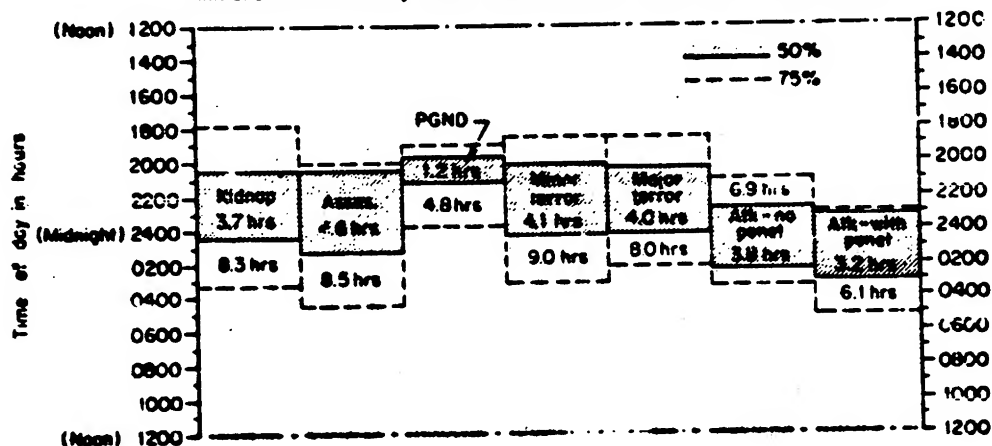 (Noon) 1200
1400
1600
1800
2000
2200
(Midnight) 2400
0200
0400
0600
0800
1000
(Noon) 1200
Time of day in hours
50%
75%
PGND
Kidnap
3.7 hrs
8.3 hrs
Assas.
4.6 hrs
8.5 hrs
1.2 hrs
4.8 hrs
Minor
terror
4.1 hrs
9.0 hrs
Major
terror
4.0 hrs
8.0 hrs
6.9 hrs
Atk-no
penet
3.8 hrs
Atk-with
penet
3.2 hrs
6.1 hrs
1200
1400
1600
1800
2000
2200
2400
0200
0400
0600
0800
1000
1200